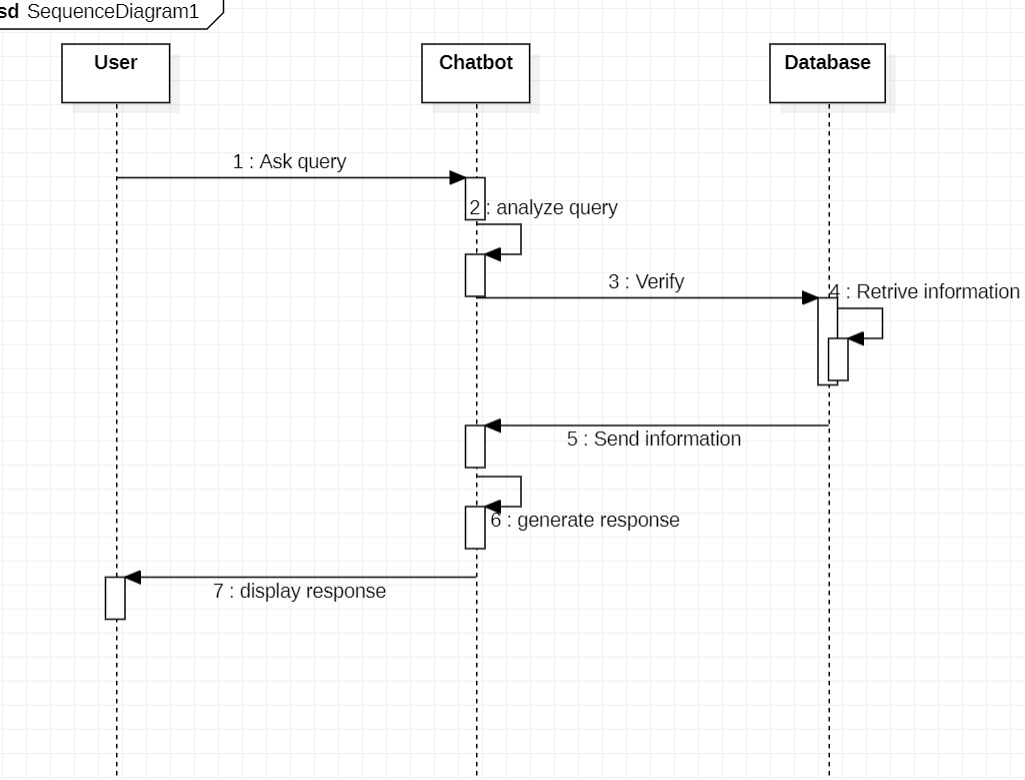 sd SequenceDiagram1
User
Chatbot
Database
1 : Ask query
2 : analyze query
3 : Verify
4 : Retrive information
5 : Send information
6 : generate response
7 : display response